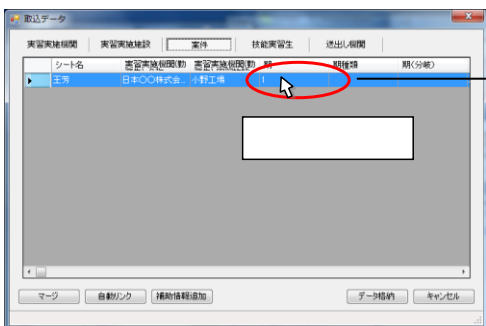 取込データ
実習実施機関 実習実施施設 案件 技能実習生 送出し機関
シート名 実習実施機関(勤 実習実施機関(勤 期 期種類 期(分岐)
王芳 日本〇〇株式会... 小野工場 1
マージ 自動リンク 補助情報追加 データ格納 キャンセル